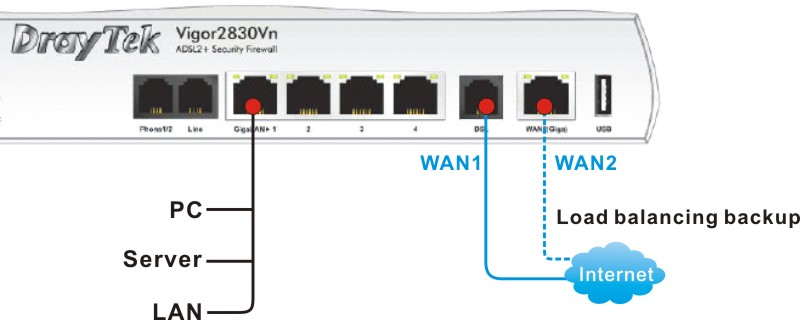 DrayTek
Vigor2830Vn
ADSL2+ Security Firewall
Phone1/2 Line 2 3 4 DSL USB
WAN1 WAN2
PC
Load balancing backup
Server
Internet
LAN